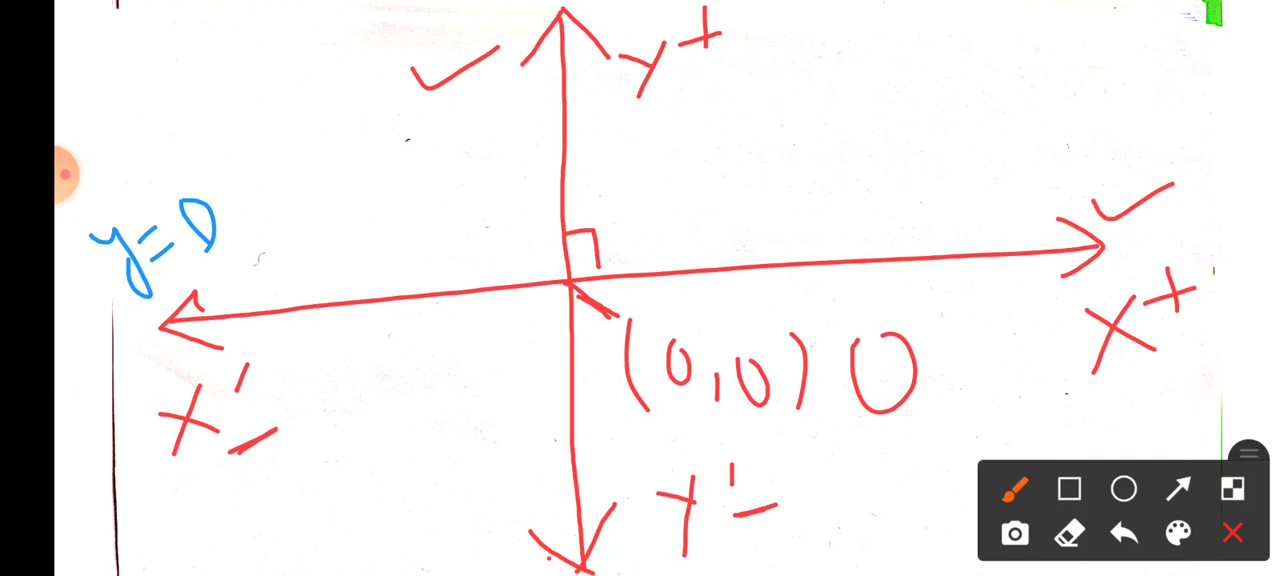 y+
y=0
x+
(0,0) O
x'-
y'-